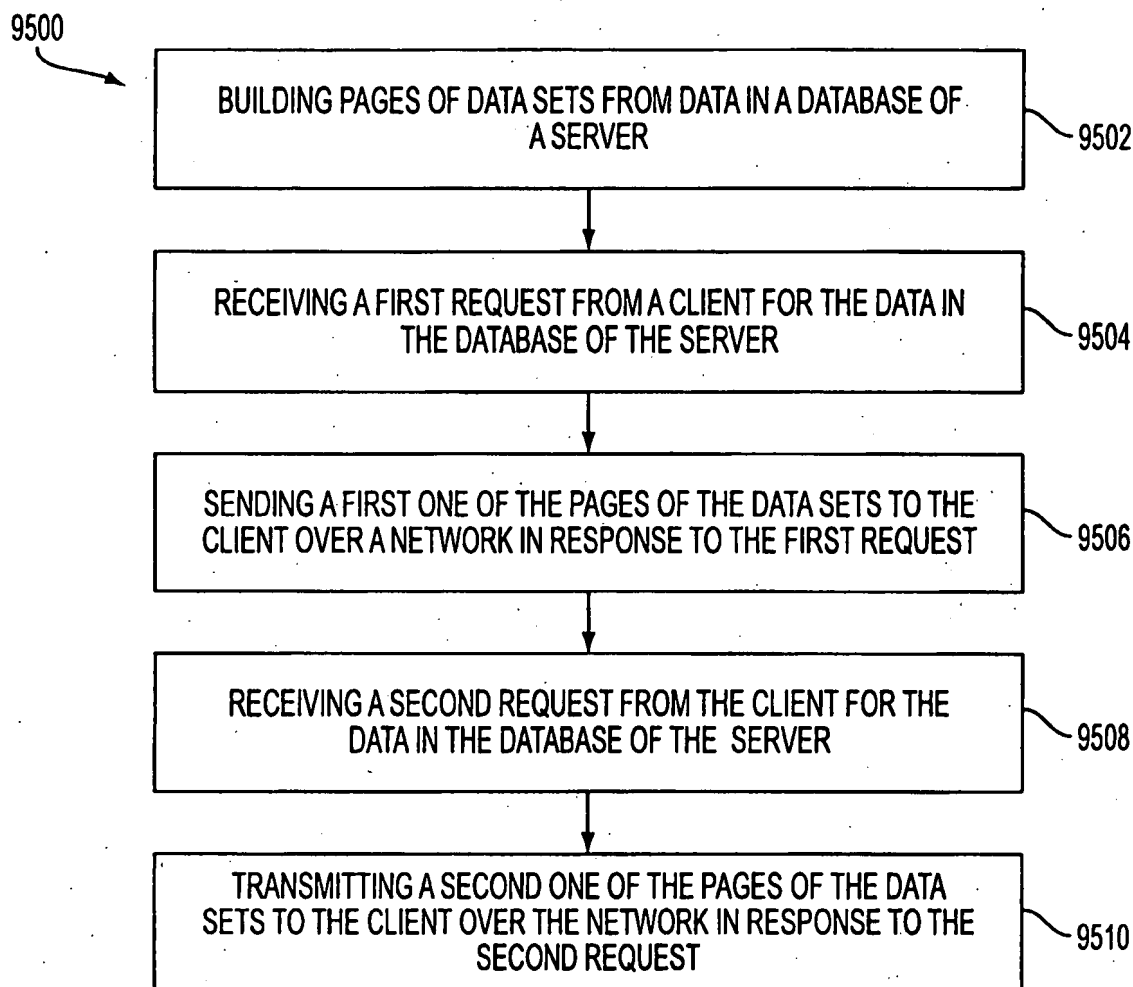 9500
BUILDING PAGES OF DATA SETS FROM DATA IN A DATABASE OF
A SERVER
9502
RECEIVING A FIRST REQUEST FROM A CLIENT FOR THE DATA IN
THE DATABASE OF THE SERVER
9504
SENDING A FIRST ONE OF THE PAGES OF THE DATA SETS TO THE
CLIENT OVER A NETWORK IN RESPONSE TO THE FIRST REQUEST
9506
RECEIVING A SECOND REQUEST FROM THE CLIENT FOR THE
DATA IN THE DATABASE OF THE SERVER
9508
TRANSMITTING A SECOND ONE OF THE PAGES OF THE DATA
SETS TO THE CLIENT OVER THE NETWORK IN RESPONSE TO THE
SECOND REQUEST
9510